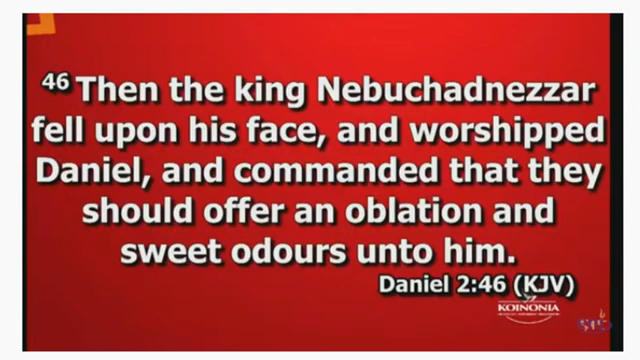 46 Then the king Nebuchadnezzar
fell upon his face, and worshipped
Daniel, and commanded that they
should offer an oblation and
sweet odours unto him.
Daniel 2:46 (KJV)
KOINONIA